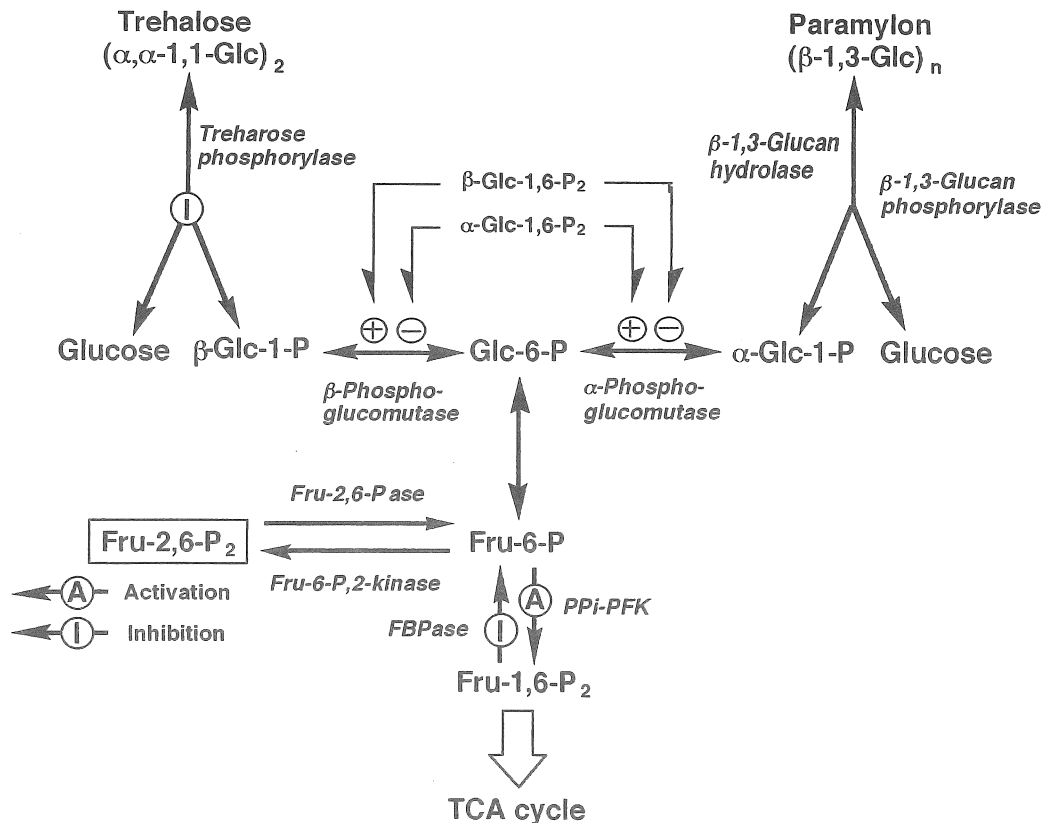 Trehalose
(α,α-1,1-Glc)2
Paramylon
(β-1,3-Glc)n
Treharose
phosphorylase
β-1,3-Glucan
hydrolase
β-1,3-Glucan
phosphorylase
β-Glc-1,6-P2
α-Glc-1,6-P2
I
+
−
+
−
Glucose
β-Glc-1-P
Glc-6-P
α-Glc-1-P
Glucose
β-Phospho-
glucomutase
α-Phospho-
glucomutase
Fru-2,6-Pase
Fru-2,6-P2
Fru-6-P
Fru-6-P,2-kinase
A
Activation
I
Inhibition
FBPase
I
A
PPi-PFK
Fru-1,6-P2
TCA cycle